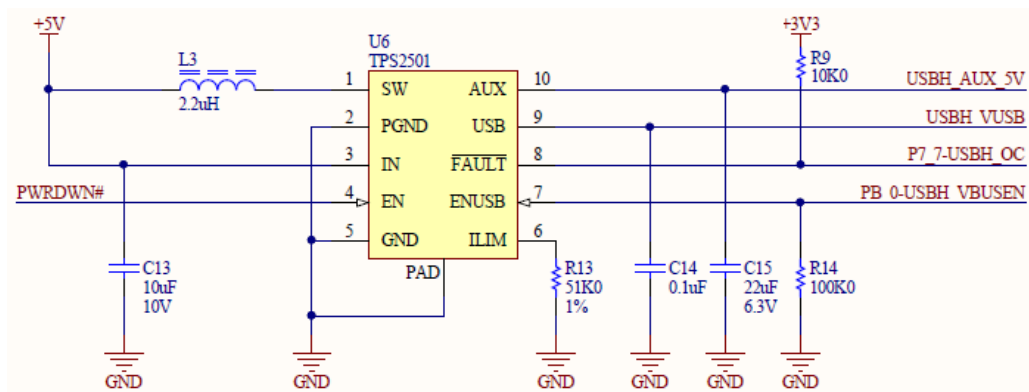 +5V
+3V3
U6
TPS2501
L3
2.2uH
R9
10K0
1 SW AUX 10 USBH_AUX_5V
2 PGND USB 9 USBH_VUSB
3 IN FAULT 8 P7_7-USBH_OC
PWRDWN# 4 EN ENUSB 7 PB_0-USBH_VBUSEN
5 GND ILIM 6
PAD
C13
10uF
10V
R13
51K0
1%
C14
0.1uF
C15
22uF
6.3V
R14
100K0
GND GND GND GND GND GND